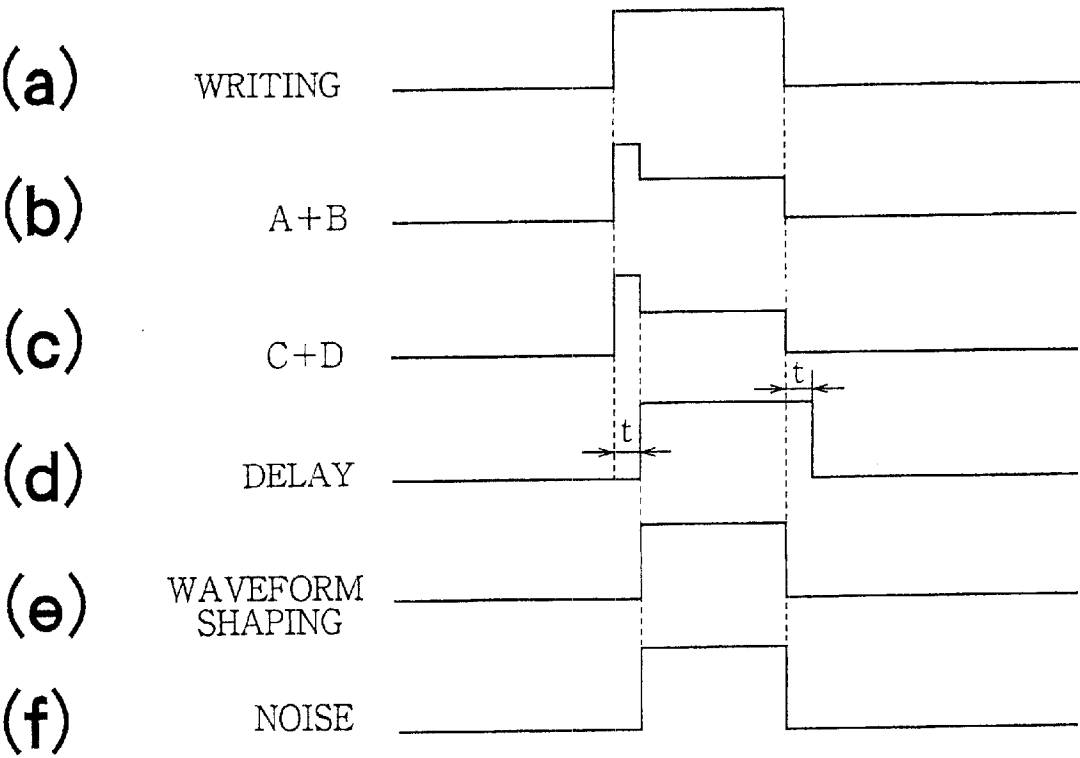 (a) WRITING
(b) A+B
(c) C+D
t
t
(d) DELAY
(e) WAVEFORM
SHAPING
(f) NOISE